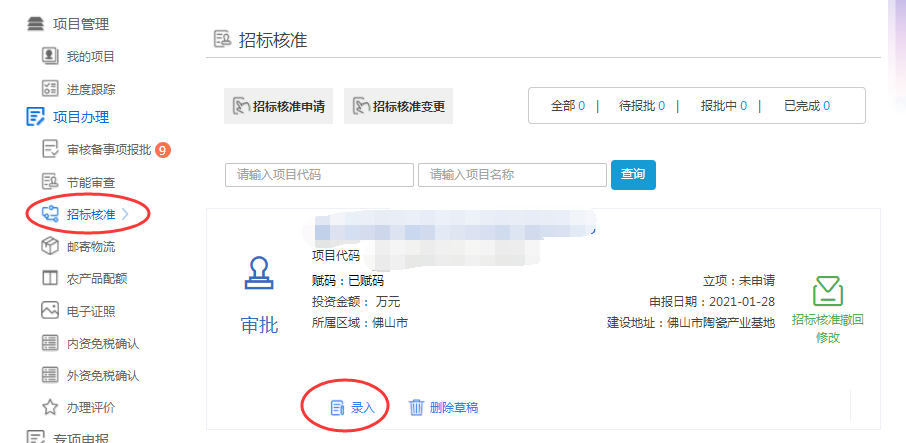 项目管理
我的项目
进度跟踪
项目办理
审核备事项报批 9
节能审查
招标核准
邮寄物流
农产品配额
电子证照
内资免税确认
外资免税确认
办理评价
专项申报
招标核准
招标核准申请 招标核准变更 全部 0 | 待报批 0 | 报批中 0 | 已完成 0
请输入项目代码 请输入项目名称 查询
项目代码
赋码：已赋码 立项：未申请
投资金额： 万元 申报日期：2021-01-28
所属区域：佛山市 建设地址：佛山市陶瓷产业基地
审批
招标核准撤回
修改
录入 删除草稿